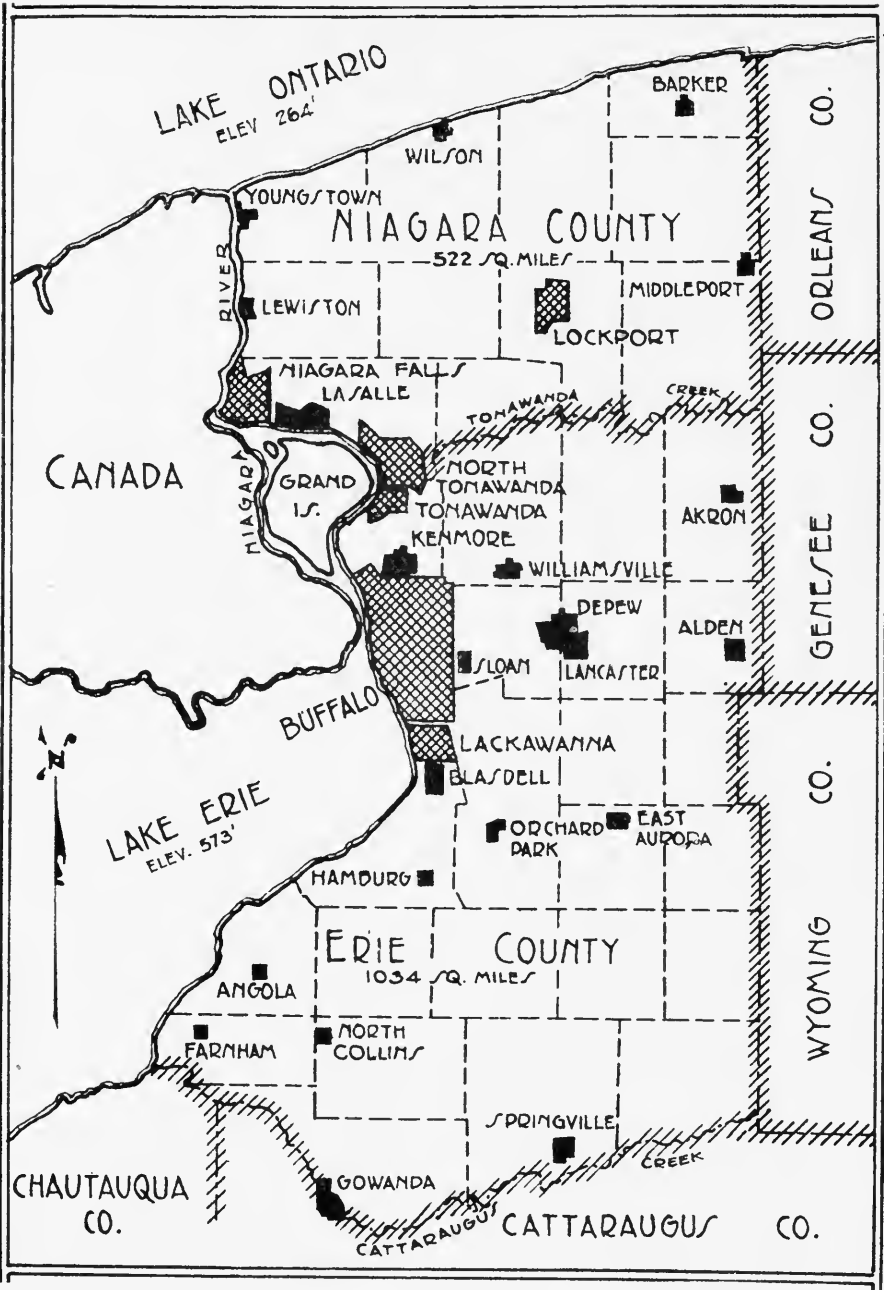 LAKE ONTARIO
ELEV 264'
BARKER
WILSON
YOUNGSTOWN
NIAGARA COUNTY
522 SQ. MILES
ORLEANS CO.
RIVER
LEWISTON
MIDDLEPORT
LOCKPORT
NIAGARA FALLS
LASALLE
TONAWANDA CREEK
CANADA
NIAGARA
GRAND
IS.
NORTH
TONAWANDA
TONAWANDA
KENMORE
AKRON
GENESEE CO.
WILLIAMSVILLE
DEPEW
ALDEN
SLOAN
LANCASTER
BUFFALO
N
LACKAWANNA
BLASDELL
LAKE ERIE
ELEV. 573'
ORCHARD
PARK
EAST
AURORA
HAMBURG
WYOMING CO.
ERIE COUNTY
1034 SQ. MILES
ANGOLA
FARNHAM
NORTH
COLLINS
SPRINGVILLE
CHAUTAUQUA
CO.
GOWANDA
CATTARAUGUS CREEK
CATTARAUGUS CO.